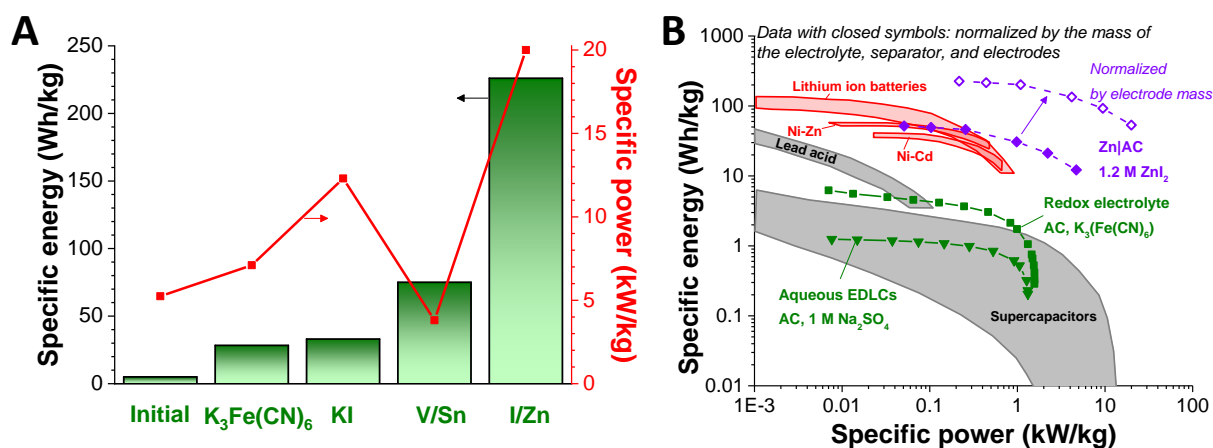 A
Specific energy (Wh/kg)
250
200
150
100
50
0
20
15
10
5
0
Specific power (kW/kg)
Initial
K₃Fe(CN)₆
KI
V/Sn
I/Zn
B
Data with closed symbols: normalized by the mass of
the electrolyte, separator, and electrodes
Specific energy (Wh/kg)
1000
100
10
1
0.1
0.01
Lithium ion batteries
Ni-Zn
Ni-Cd
Lead acid
Normalized
by electrode mass
Zn|AC
1.2 M ZnI₂
Redox electrolyte
AC, K₃(Fe(CN)₆)
Aqueous EDLCs
AC, 1 M Na₂SO₄
Supercapacitors
1E-3
0.01
0.1
1
10
100
Specific power (kW/kg)